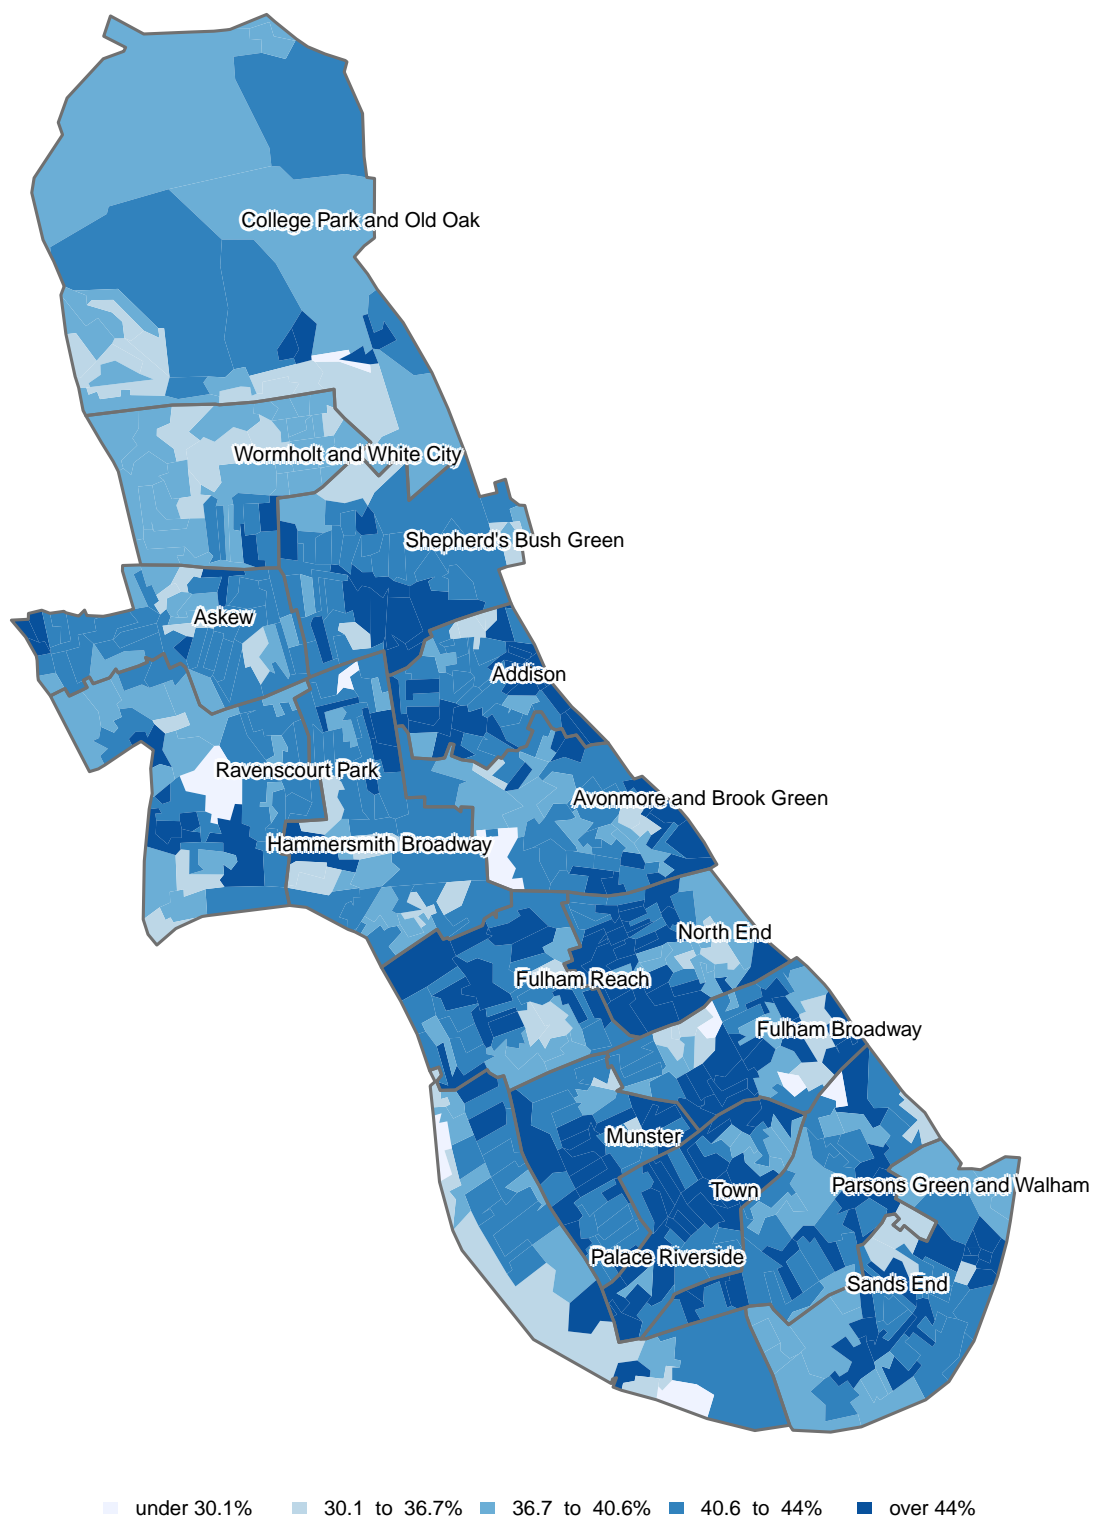 College Park and Old Oak
Wormholt and White City
Shepherd's Bush Green
Askew
Addison
Ravenscourt Park
Avonmore and Brook Green
Hammersmith Broadway
North End
Fulham Reach
Fulham Broadway
Munster
Parsons Green and Walham
Town
Palace Riverside
Sands End
under 30.1% 30.1 to 36.7% 36.7 to 40.6% 40.6 to 44% over 44%